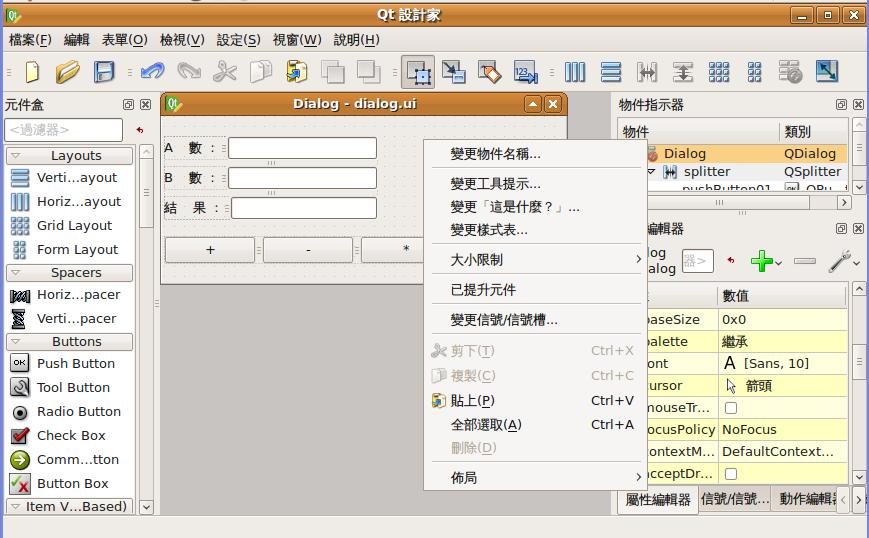 Qt 設計家
檔案(F) 編輯 表單(O) 檢視(V) 設定(S) 視窗(W) 說明(H)
元件盒
<過濾器>
Layouts
Verti...ayout
Horiz...ayout
Grid Layout
Form Layout
Spacers
Horiz...pacer
Verti...pacer
Buttons
Push Button
Tool Button
Radio Button
Check Box
Comm...tton
Button Box
Item V...Based)
Dialog - dialog.ui
A 數：
B 數：
結 果：
+ - *
變更物件名稱...
變更工具提示...
變更「這是什麼？」...
變更樣式表...
大小限制
已提升元件
變更信號/信號槽...
剪下(T) Ctrl+X
複製(C) Ctrl+C
貼上(P) Ctrl+V
全部選取(A) Ctrl+A
刪除(D)
佈局
物件指示器
物件 類別
Dialog QDialog
splitter QSplitter
pushButton01
編輯器
log
alog
器>
數值
baseSize 0x0
palette 繼承
font A [Sans, 10]
cursor 箭頭
mouseTr...
focusPolicy NoFocus
contextM... DefaultContext...
acceptDr...
屬性編輯器 信號/信號... 動作編輯器